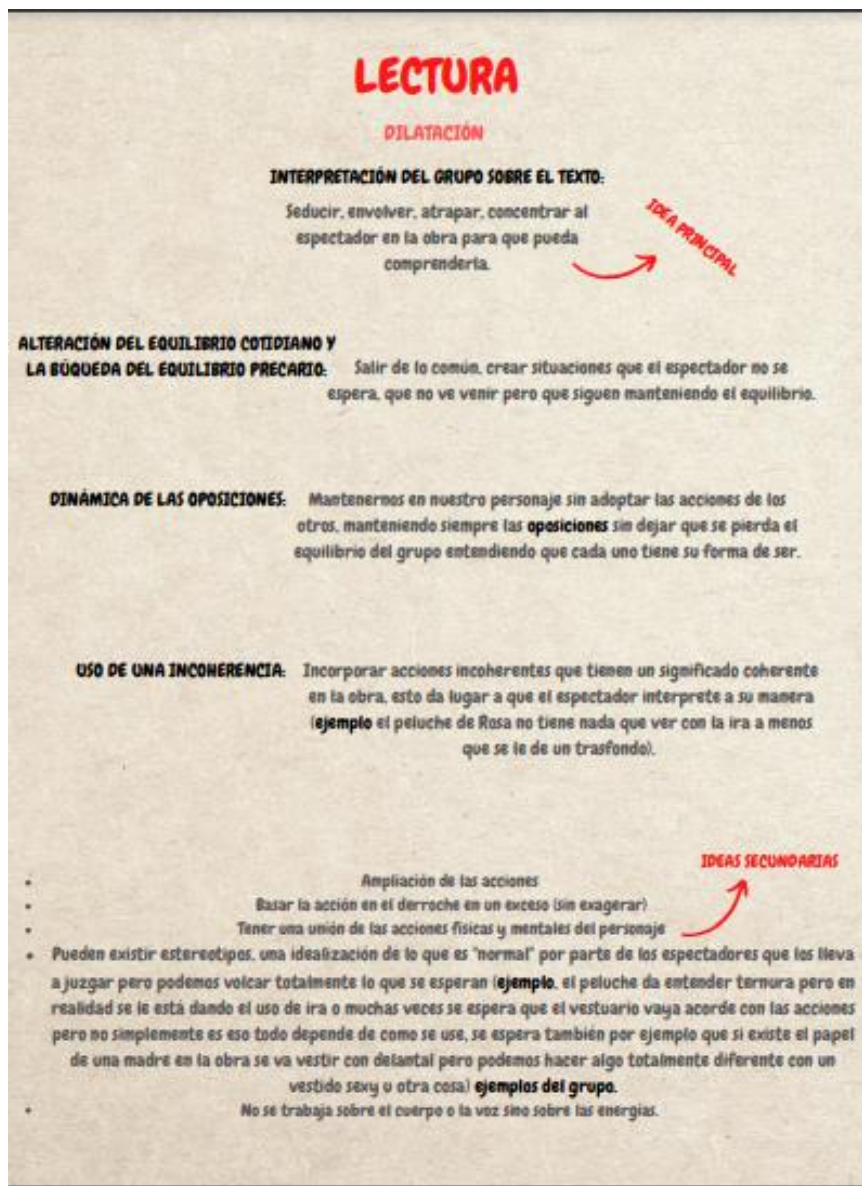 LECTURA
DILATACIÓN
INTERPRETACIÓN DEL GRUPO SOBRE EL TEXTO:
Seducir, envolver, atrapar, concentrar al
espectador en la obra para que pueda
comprenderla.
IDEA PRINCIPAL
ALTERACIÓN DEL EQUILIBRIO COTIDIANO Y
LA BÚQUEDA DEL EQUILIBRIO PRECARIO:
Salir de lo común, crear situaciones que el espectador no se
espera, que no ve venir pero que siguen manteniendo el equilibrio.
DINÁMICA DE LAS OPOSICIONES:
Mantenernos en nuestro personaje sin adoptar las acciones de los
otros, manteniendo siempre las oposiciones sin dejar que se pierda el
equilibrio del grupo entendiendo que cada uno tiene su forma de ser.
USO DE UNA INCOHERENCIA:
Incorporar acciones incoherentes que tienen un significado coherente
en la obra, esto da lugar a que el espectador interprete a su manera
(ejemplo el peluche de Rosa no tiene nada que ver con la ira a menos
que se le de un trasfondo).
IDEAS SECUNDARIAS
• Ampliación de las acciones
• Basar la acción en el derroche en un exceso (sin exagerar)
• Tener una unión de las acciones físicas y mentales del personaje
• Pueden existir estereotipos, una idealización de lo que es "normal" por parte de los espectadores que los lleva
a juzgar pero podemos volcar totalmente lo que se esperan (ejemplo, el peluche da entender ternura pero en
realidad se le está dando el uso de ira o muchas veces se espera que el vestuario vaya acorde con las acciones
pero no simplemente es eso todo depende de como se use, se espera también por ejemplo que si existe el papel
de una madre en la obra se va vestir con delantal pero podemos hacer algo totalmente diferente con un
vestido sexy u otra cosa) ejemplos del grupo.
• No se trabaja sobre el cuerpo o la voz sino sobre las energías.